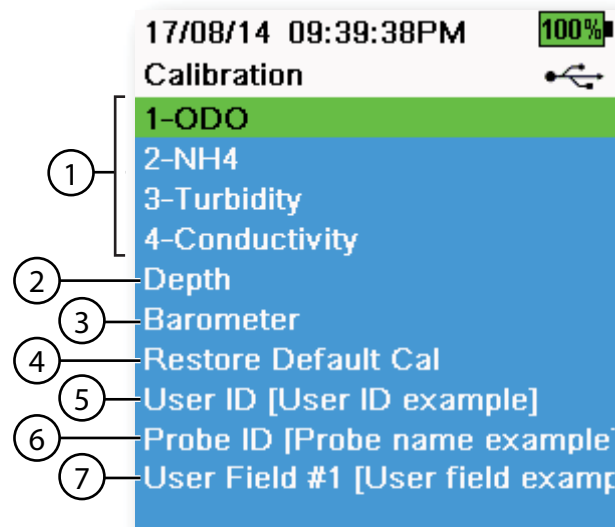 17/08/14 09:39:38PM 100%
Calibration
1 1-ODO
2-NH4
3-Turbidity
4-Conductivity
2 Depth
3 Barometer
4 Restore Default Cal
5 User ID [User ID example]
6 Probe ID [Probe name example]
7 User Field #1 [User field examp